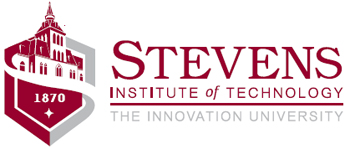 1870
STEVENS
INSTITUTE of TECHNOLOGY
THE INNOVATION UNIVERSITY